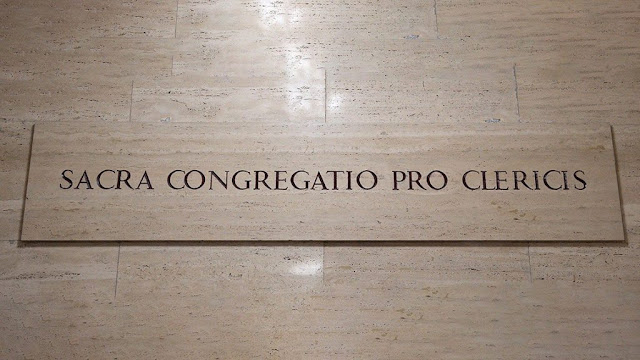 SACRA CONGREGATIO PRO CLERICIS